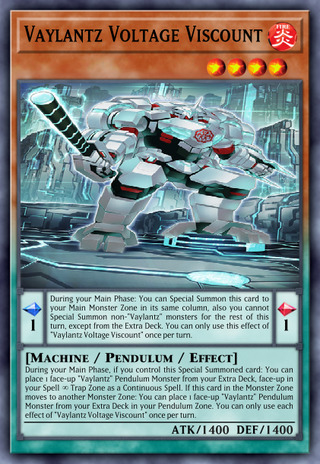 Vaylantz Voltage Viscount
FIRE
炎
During your Main Phase: You can Special Summon this card to
your Main Monster Zone in its same column, also you cannot
Special Summon non-"Vaylantz" monsters for the rest of this
turn, except from the Extra Deck. You can only use this effect of
"Vaylantz Voltage Viscount" once per turn.
1
1
[Machine / Pendulum / Effect]
During your Main Phase, if you control this Special Summoned card: You can
place 1 face-up "Vaylantz" Pendulum Monster from your Extra Deck, face-up in
your Spell & Trap Zone as a Continuous Spell. If this card in the Monster Zone
moves to another Monster Zone: You can place 1 face-up "Vaylantz" Pendulum
Monster from your Extra Deck in your Pendulum Zone. You can only use each
effect of "Vaylantz Voltage Viscount" once per turn.
ATK/1400 DEF/1400